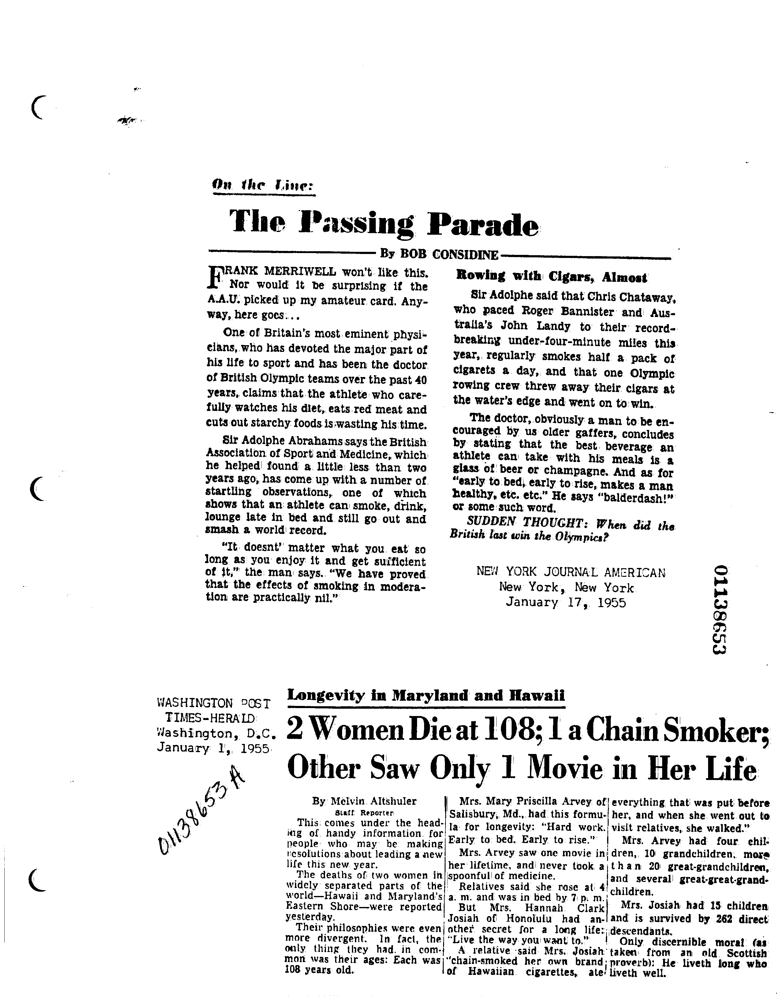 On the Line:
The Passing Parade
By BOB CONSIDINE
FRANK MERRIWELL won't like this.
Nor would it be surprising if the
A.A.U. picked up my amateur card. Any-
way, here goes...
One of Britain's most eminent physi-
cians, who has devoted the major part of
his life to sport and has been the doctor
of British Olympic teams over the past 40
years, claims that the athlete who care-
fully watches his diet, eats red meat and
cuts out starchy foods is wasting his time.
Sir Adolphe Abrahams says the British
Association of Sport and Medicine, which
he helped found a little less than two
years ago, has come up with a number of
startling observations, one of which
shows that an athlete can smoke, drink,
lounge late in bed and still go out and
smash a world record.
"It doesnt' matter what you eat so
long as you enjoy it and get sufficient
of it," the man says. "We have proved
that the effects of smoking in modera-
tion are practically nil."
Rowing with Cigars, Almost
Sir Adolphe said that Chris Chataway,
who paced Roger Bannister and Aus-
tralia's John Landy to their record-
breaking under-four-minute miles this
year, regularly smokes half a pack of
cigarets a day, and that one Olympic
rowing crew threw away their cigars at
the water's edge and went on to win.
The doctor, obviously a man to be en-
couraged by us older gaffers, concludes
by stating that the best beverage an
athlete can take with his meals is a
glass of beer or champagne. And as for
"early to bed, early to rise, makes a man
healthy, etc. etc." He says "balderdash!"
or some such word.
SUDDEN THOUGHT: When did the
British last win the Olympics?
NEW YORK JOURNAL AMERICAN
New York, New York
January 17, 1955
01138653
WASHINGTON POST
TIMES-HERALD
Washington, D.C.
January 1, 1955
01138653 A
Longevity in Maryland and Hawaii
2 Women Die at 108; 1 a Chain Smoker;
Other Saw Only 1 Movie in Her Life
By Melvin Altshuler
Staff Reporter
This comes under the head-
ing of handy information for
people who may be making
resolutions about leading a new
life this new year.
The deaths of two women in
widely separated parts of the
world—Hawaii and Maryland's
Eastern Shore—were reported
yesterday.
Their philosophies were even
more divergent. In fact, the
only thing they had in com-
mon was their ages: Each was
108 years old.
Mrs. Mary Priscilla Arvey of
Salisbury, Md., had this formu-
la for longevity: "Hard work.
Early to bed. Early to rise."
Mrs. Arvey saw one movie in
her lifetime, and never took a
spoonful of medicine.
Relatives said she rose at 4
a. m. and was in bed by 7 p. m.
But Mrs. Hannah Clark
Josiah of Honolulu had an-
other secret for a long life:
"Live the way you want to."
A relative said Mrs. Josiah
"chain-smoked her own brand
of Hawaiian cigarettes, ate
everything that was put before
her, and when she went out to
visit relatives, she walked."
Mrs. Arvey had four chil-
dren, 10 grandchildren, more
than 20 great-grandchildren,
and several great-great-grand-
children.
Mrs. Josiah had 15 children
and is survived by 262 direct
descendants.
Only discernible moral (as
taken from an old Scottish
proverb): He liveth long who
liveth well.